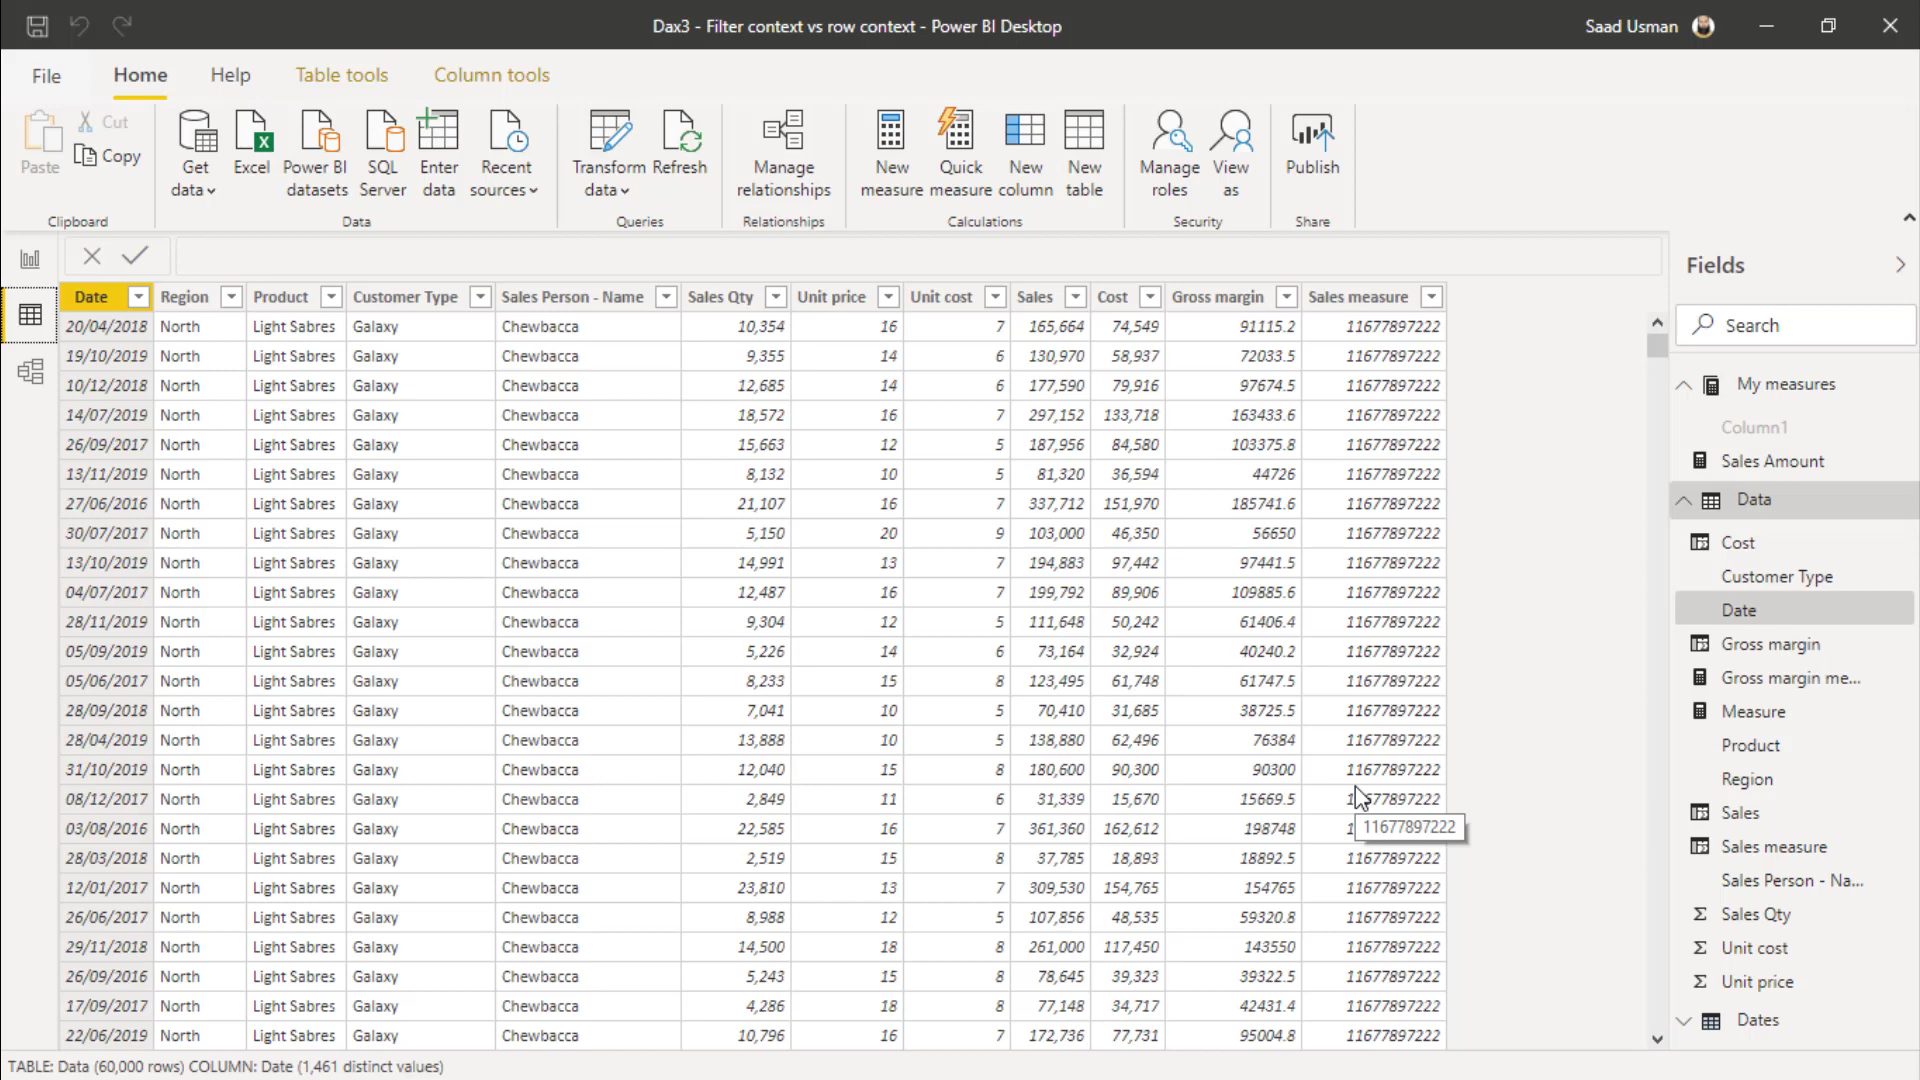 Dax3 - Filter context vs row context - Power BI Desktop
Saad Usman
File Home Help Table tools Column tools
Paste
Cut
Copy
Get data
Excel
Power BI datasets
SQL Server
Enter data
Recent sources
Transform data
Refresh
Manage relationships
New measure
Quick measure
New column
New table
Manage roles
View as
Publish
Clipboard Data Queries Relationships Calculations Security Share
Date Region Product Customer Type Sales Person - Name Sales Qty Unit price Unit cost Sales Cost Gross margin Sales measure
20/04/2018 North Light Sabres Galaxy Chewbacca 10,354 16 7 165,664 74,549 91115.2 11677897222
19/10/2019 North Light Sabres Galaxy Chewbacca 9,355 14 6 130,970 58,937 72033.5 11677897222
10/12/2018 North Light Sabres Galaxy Chewbacca 12,685 14 6 177,590 79,916 97674.5 11677897222
14/07/2019 North Light Sabres Galaxy Chewbacca 18,572 16 7 297,152 133,718 163433.6 11677897222
26/09/2017 North Light Sabres Galaxy Chewbacca 15,663 12 5 187,956 84,580 103375.8 11677897222
13/11/2019 North Light Sabres Galaxy Chewbacca 8,132 10 5 81,320 36,594 44726 11677897222
27/06/2016 North Light Sabres Galaxy Chewbacca 21,107 16 7 337,712 151,970 185741.6 11677897222
30/07/2017 North Light Sabres Galaxy Chewbacca 5,150 20 9 103,000 46,350 56650 11677897222
13/10/2019 North Light Sabres Galaxy Chewbacca 14,991 13 7 194,883 97,442 97441.5 11677897222
04/07/2017 North Light Sabres Galaxy Chewbacca 12,487 16 7 199,792 89,906 109885.6 11677897222
28/11/2019 North Light Sabres Galaxy Chewbacca 9,304 12 5 111,648 50,242 61406.4 11677897222
05/09/2019 North Light Sabres Galaxy Chewbacca 5,226 14 6 73,164 32,924 40240.2 11677897222
05/06/2017 North Light Sabres Galaxy Chewbacca 8,233 15 8 123,495 61,748 61747.5 11677897222
28/09/2018 North Light Sabres Galaxy Chewbacca 7,041 10 5 70,410 31,685 38725.5 11677897222
28/04/2019 North Light Sabres Galaxy Chewbacca 13,888 10 5 138,880 62,496 76384 11677897222
31/10/2019 North Light Sabres Galaxy Chewbacca 12,040 15 8 180,600 90,300 90300 11677897222
08/12/2017 North Light Sabres Galaxy Chewbacca 2,849 11 6 31,339 15,670 15669.5
03/08/2016 North Light Sabres Galaxy Chewbacca 22,585 16 7 361,360 162,612 198748
11677897222
28/03/2018 North Light Sabres Galaxy Chewbacca 2,519 15 8 37,785 18,893 18892.5 11677897222
12/01/2017 North Light Sabres Galaxy Chewbacca 23,810 13 7 309,530 154,765 154765 11677897222
26/06/2017 North Light Sabres Galaxy Chewbacca 8,988 12 5 107,856 48,535 59320.8 11677897222
29/11/2018 North Light Sabres Galaxy Chewbacca 14,500 18 8 261,000 117,450 143550 11677897222
26/09/2016 North Light Sabres Galaxy Chewbacca 5,243 15 8 78,645 39,323 39322.5 11677897222
17/09/2017 North Light Sabres Galaxy Chewbacca 4,286 18 8 77,148 34,717 42431.4 11677897222
22/06/2019 North Light Sabres Galaxy Chewbacca 10,796 16 7 172,736 77,731 95004.8 11677897222
Fields
Search
My measures
Column1
Sales Amount
Data
Cost
Customer Type
Date
Gross margin
Gross margin me...
Measure
Product
Region
Sales
Sales measure
Sales Person - Na...
Sales Qty
Unit cost
Unit price
Dates
TABLE: Data (60,000 rows) COLUMN: Date (1,461 distinct values)